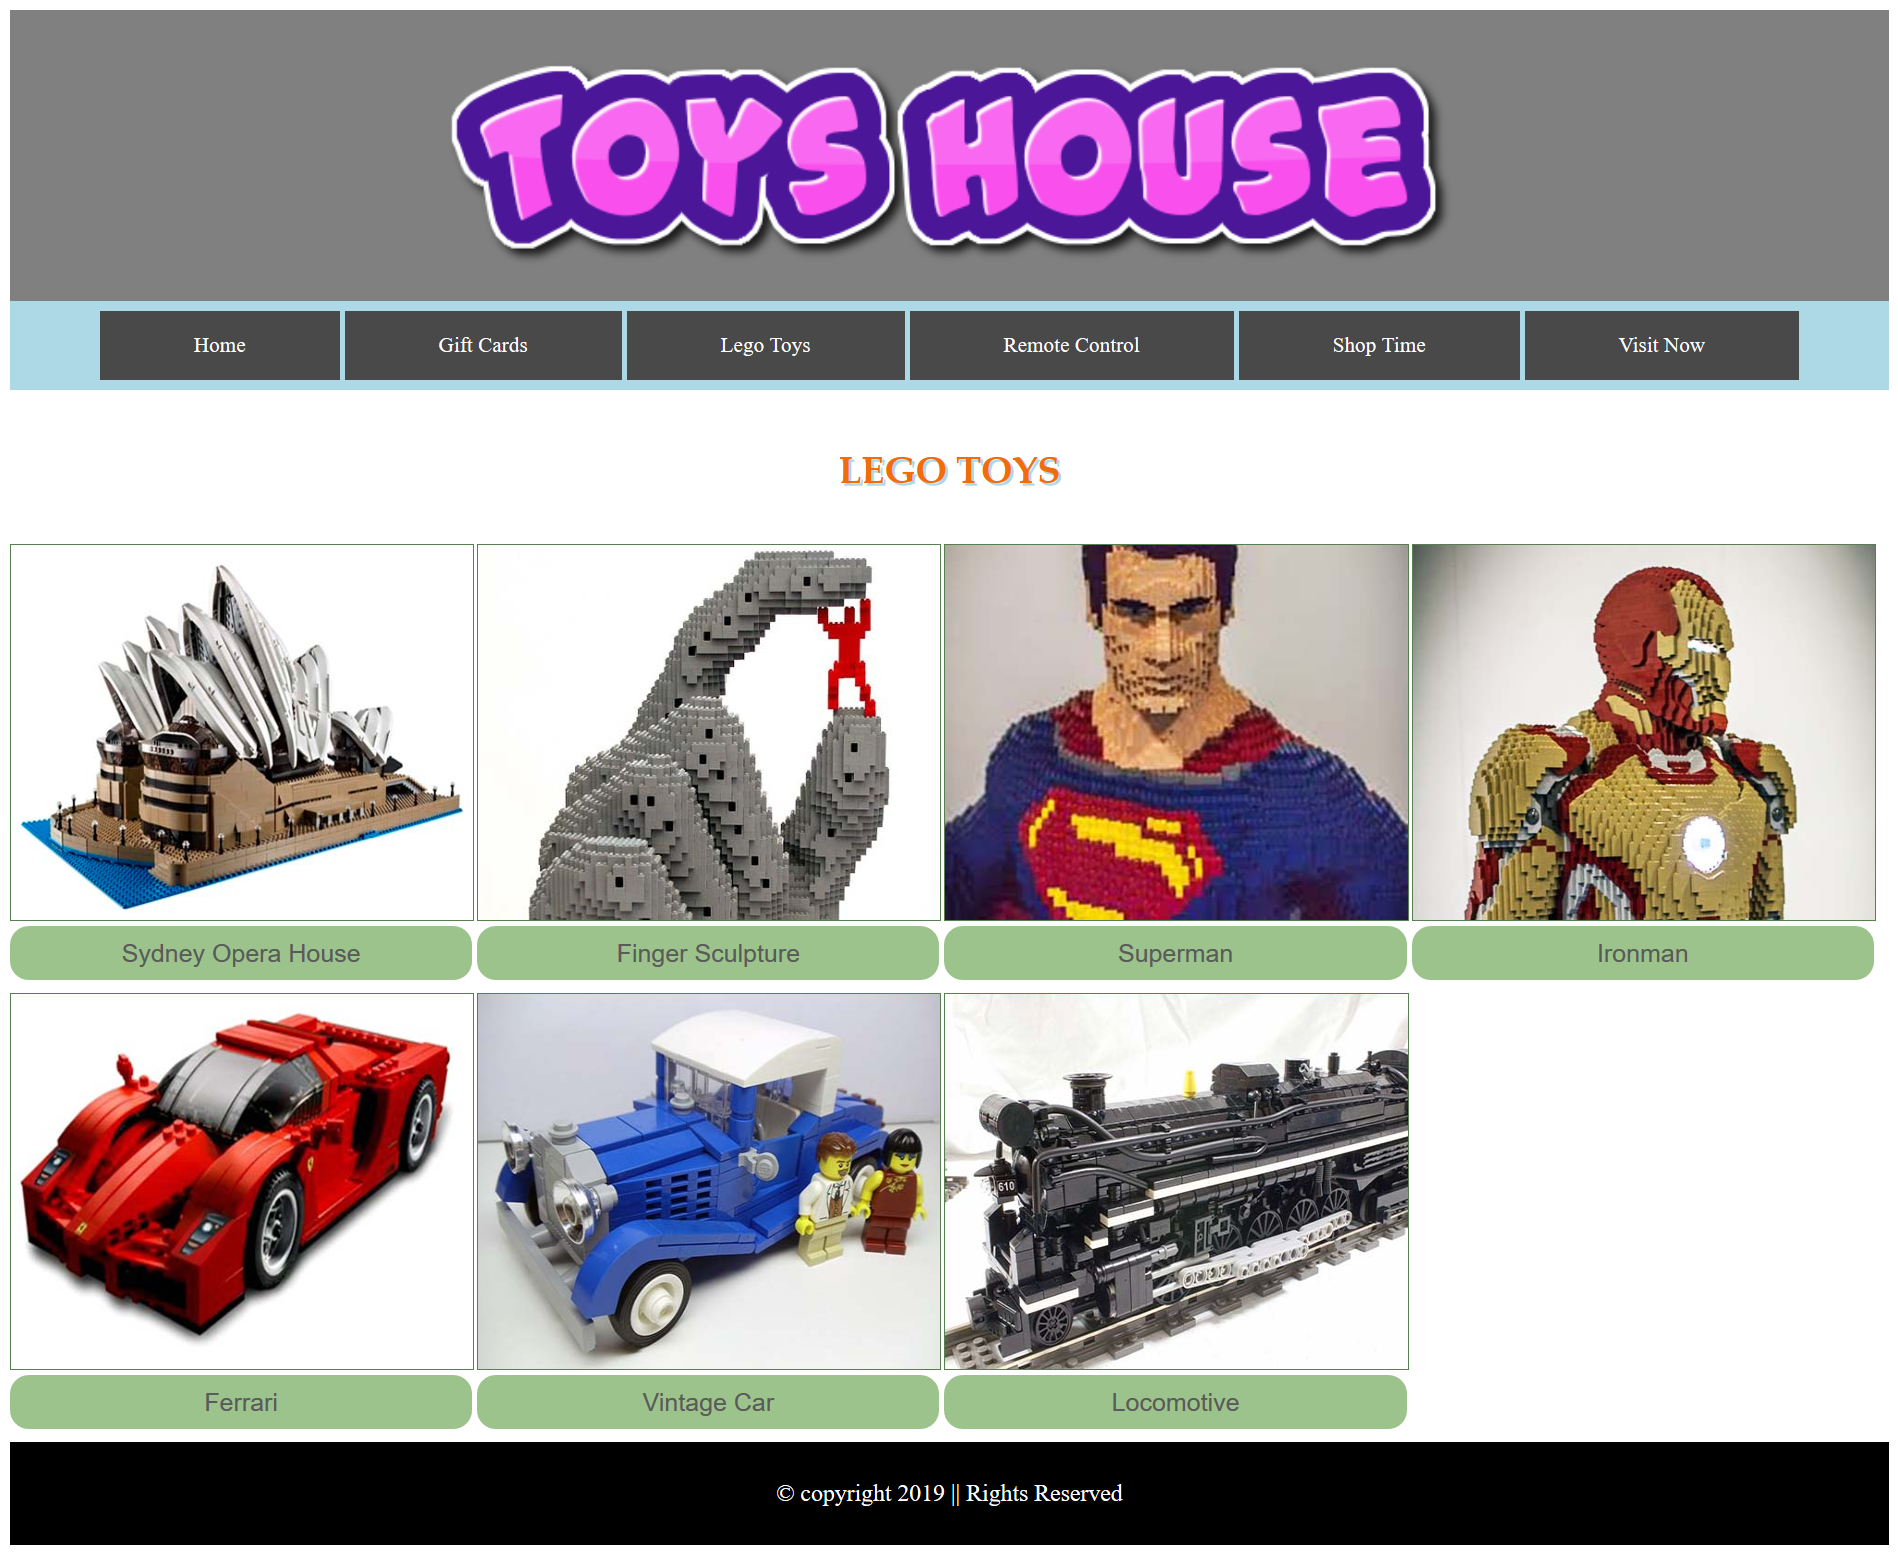 TOYS HOUSE
Home Gift Cards Lego Toys Remote Control Shop Time Visit Now
LEGO TOYS
Sydney Opera House Finger Sculpture Superman Ironman
610
Ferrari Vintage Car Locomotive
© copyright 2019 || Rights Reserved